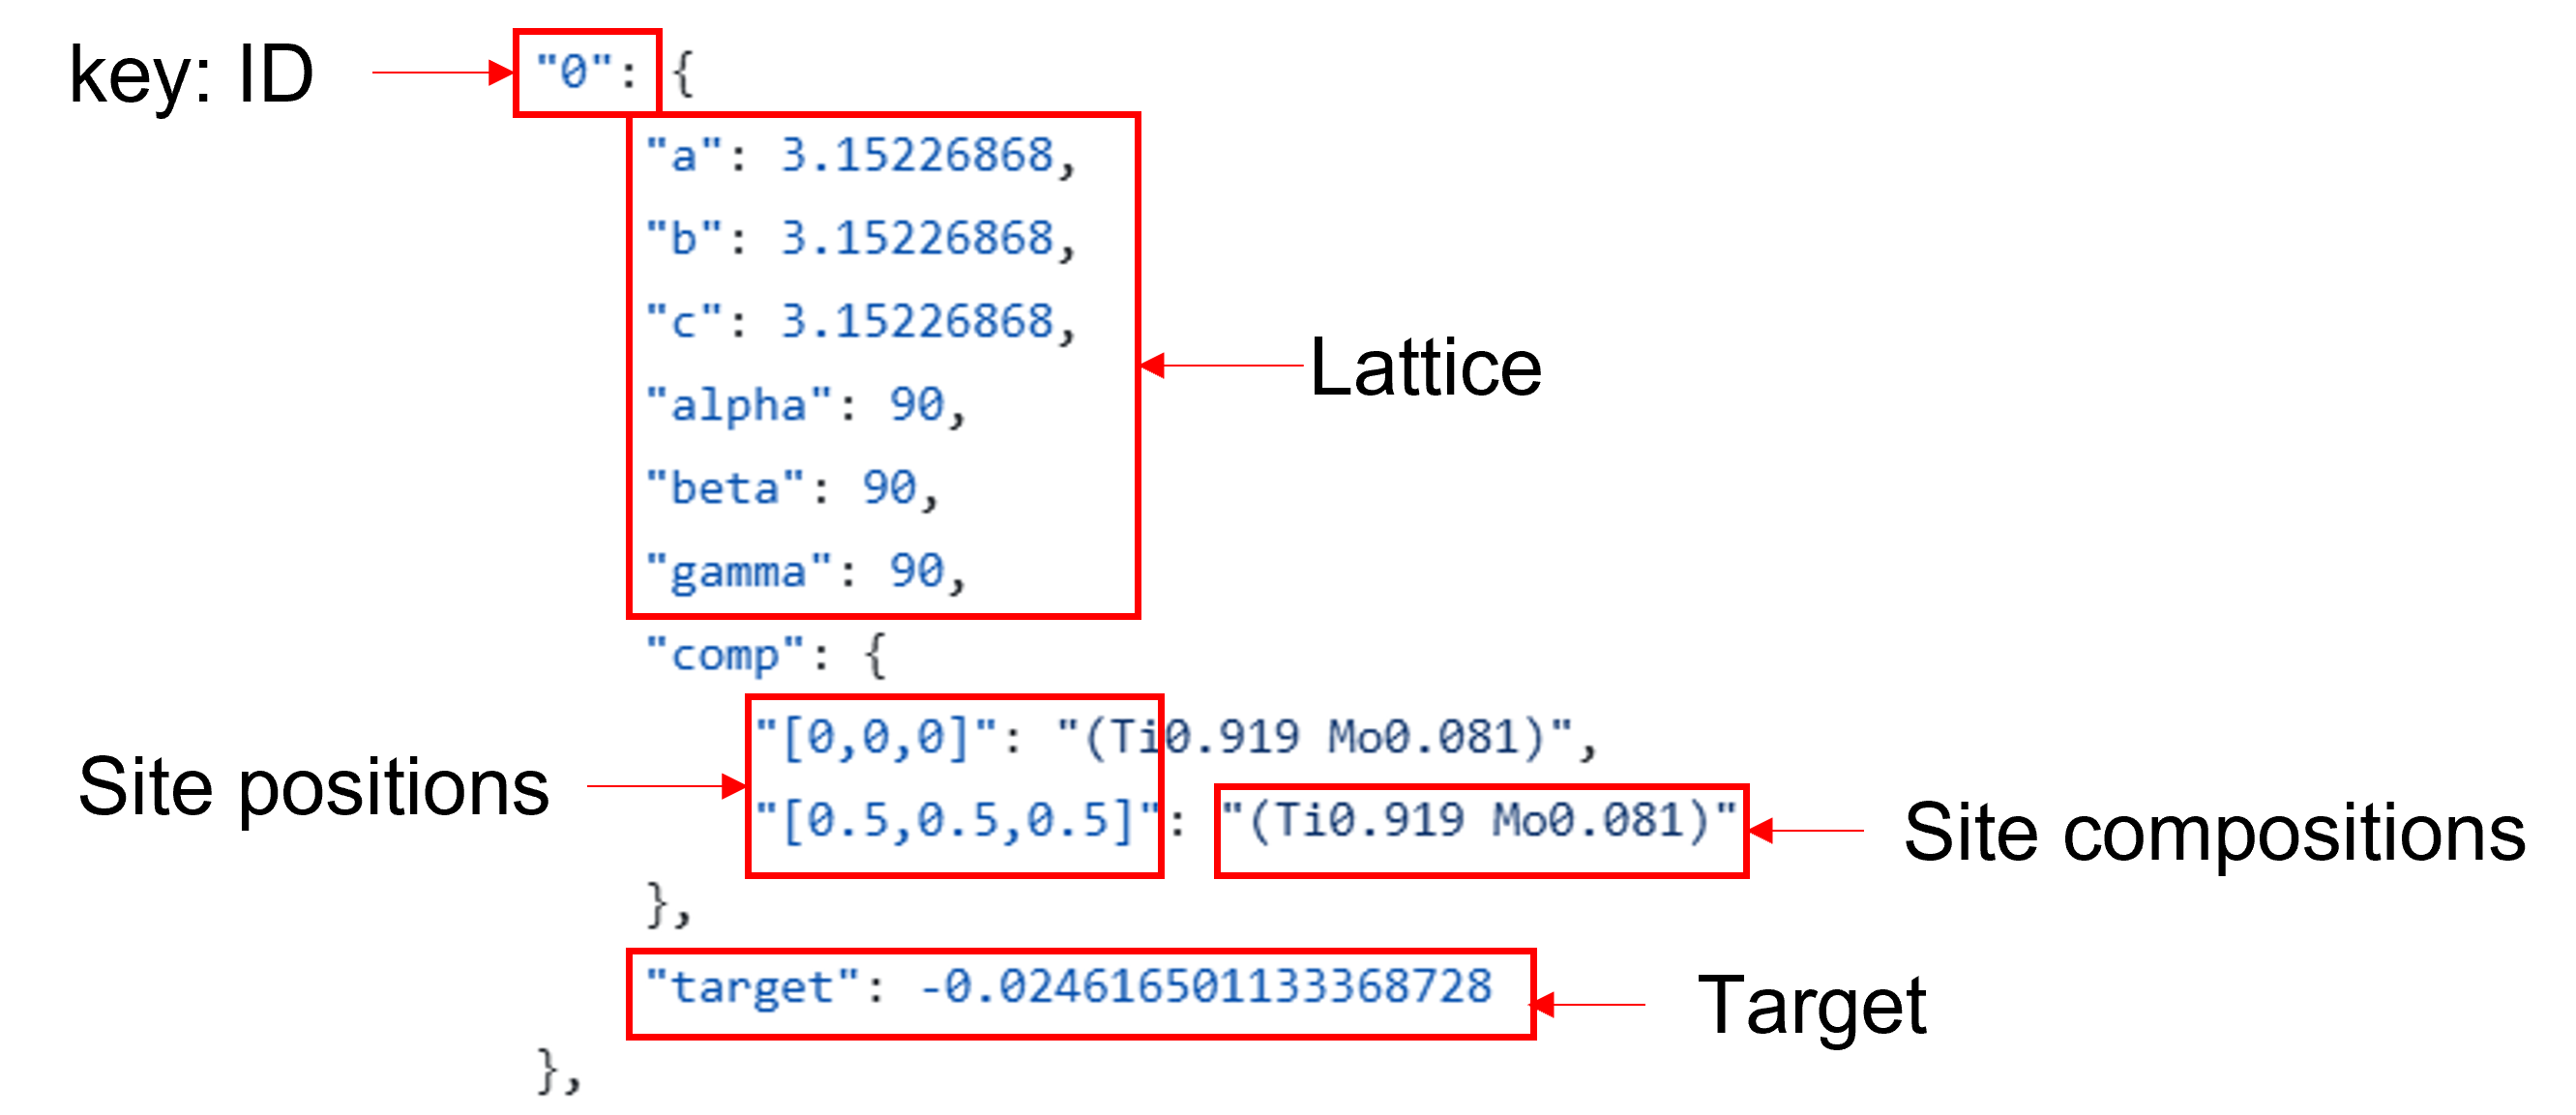 key: ID
"0": {
"a": 3.15226868,
"b": 3.15226868,
"c": 3.15226868,
Lattice
"alpha": 90,
"beta": 90,
"gamma": 90,
"comp": {
"[0,0,0]": "(Ti0.919 Mo0.081)",
Site positions
"[0.5,0.5,0.5]": "(Ti0.919 Mo0.081)"
Site compositions
},
"target": -0.024616501133368728
Target
},